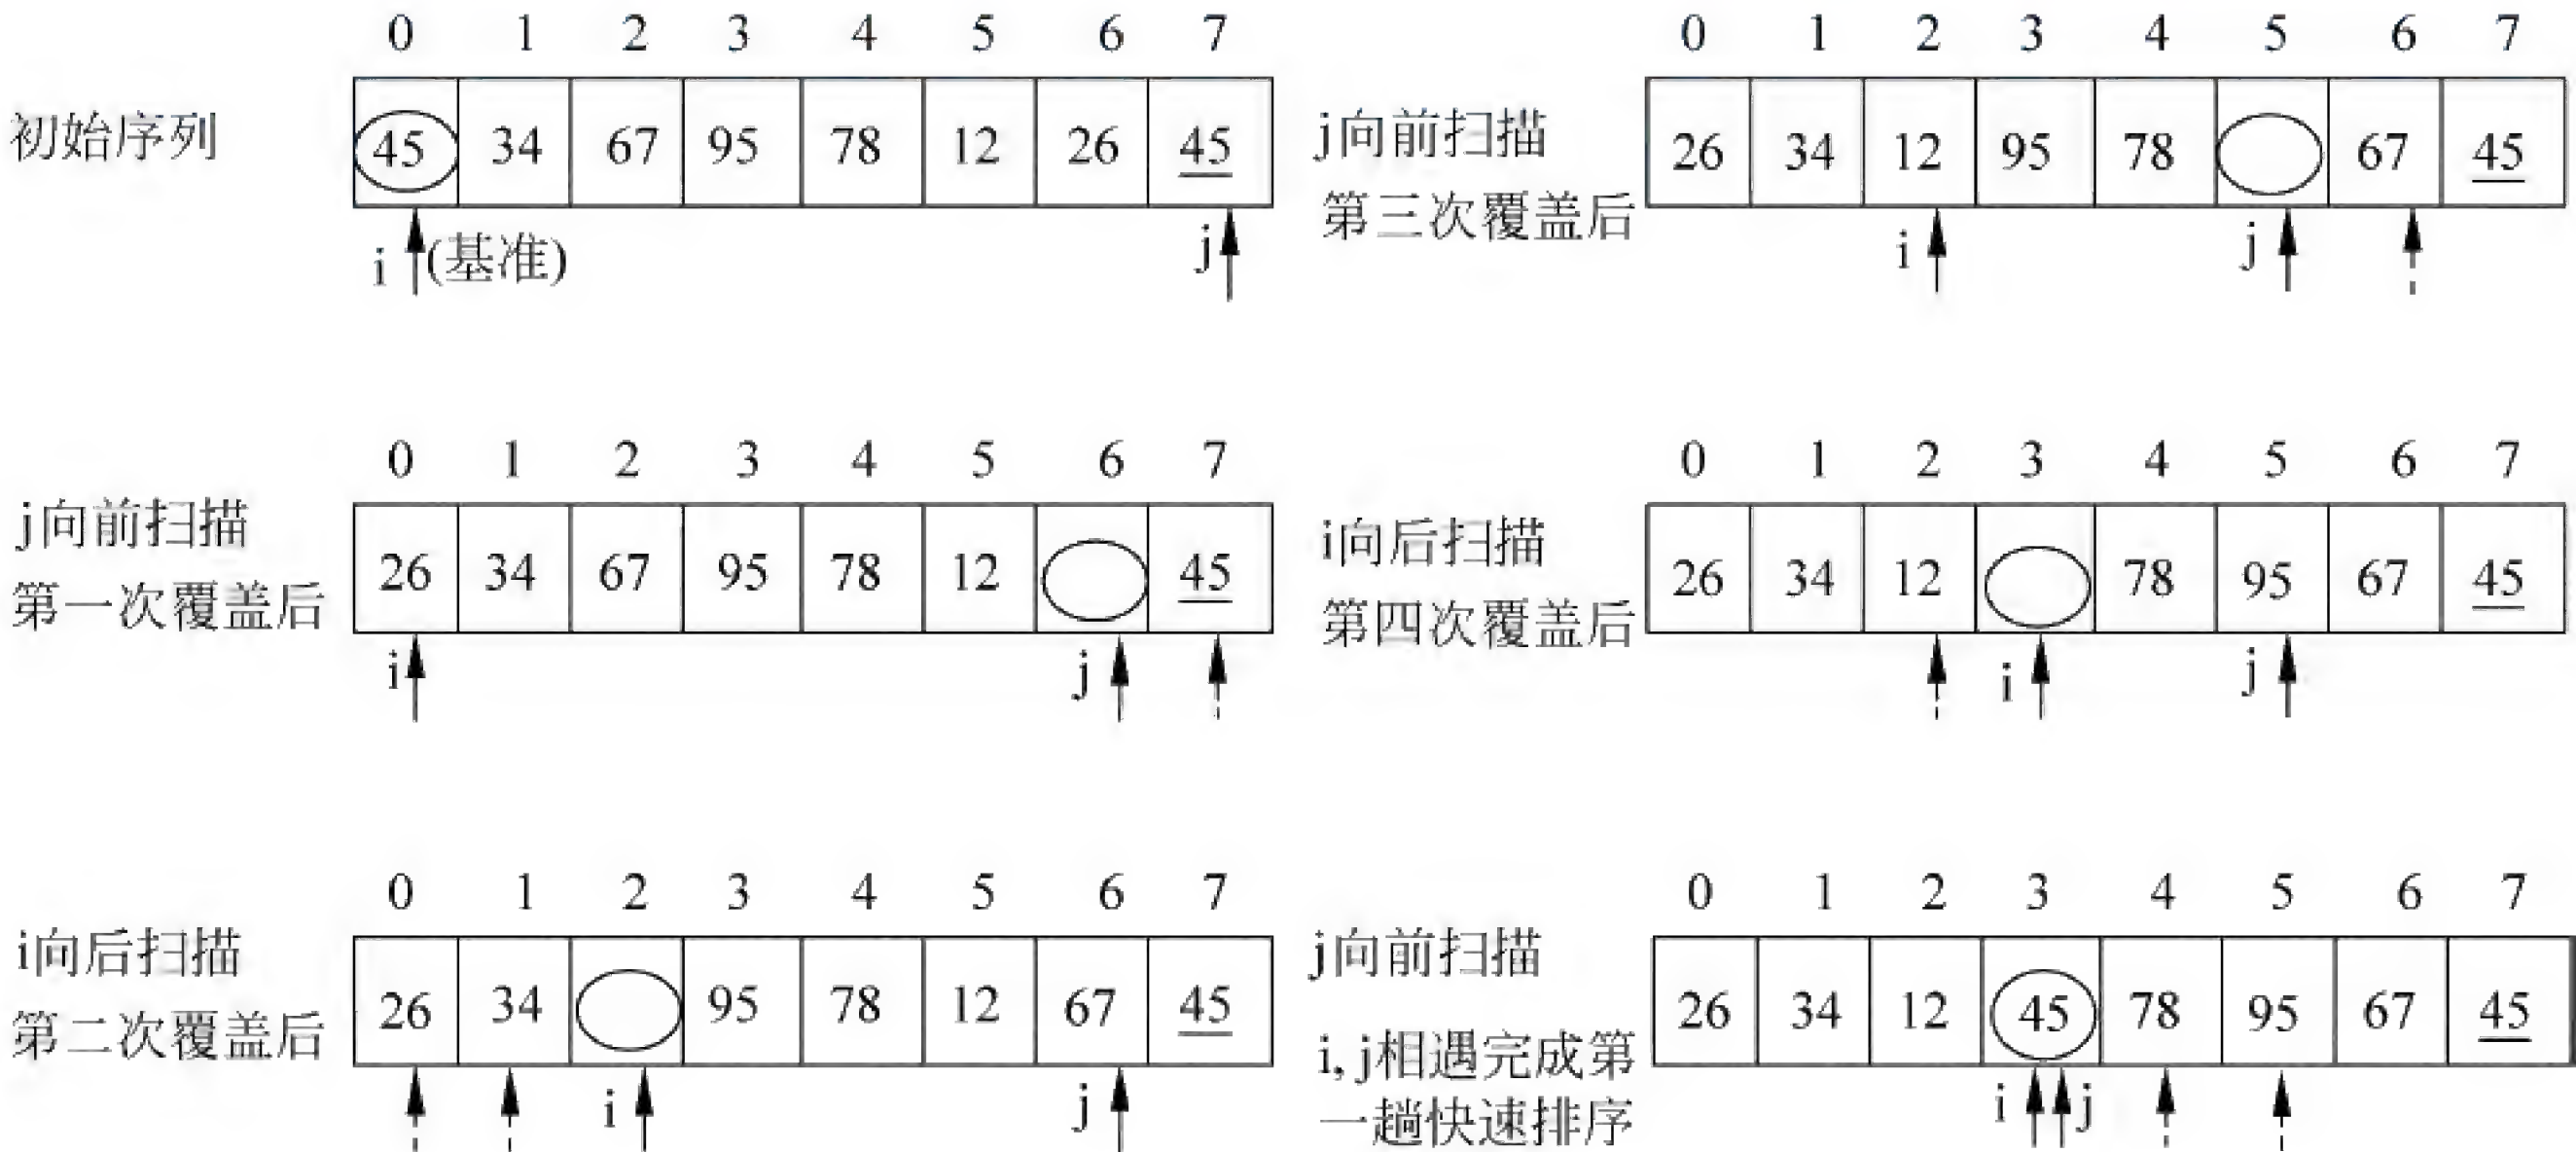 0 1 2 3 4 5 6 7
初始序列 45 34 67 95 78 12 26 45
i (基准) j
0 1 2 3 4 5 6 7
j向前扫描
第一次覆盖后 26 34 67 95 78 12 45
i j
0 1 2 3 4 5 6 7
i向后扫描
第二次覆盖后 26 34 95 78 12 67 45
i j
0 1 2 3 4 5 6 7
j向前扫描
第三次覆盖后 26 34 12 95 78 67 45
i j
0 1 2 3 4 5 6 7
i向后扫描
第四次覆盖后 26 34 12 78 95 67 45
i j
0 1 2 3 4 5 6 7
j向前扫描 26 34 12 45 78 95 67 45
i, j相遇完成第
一趟快速排序
i j